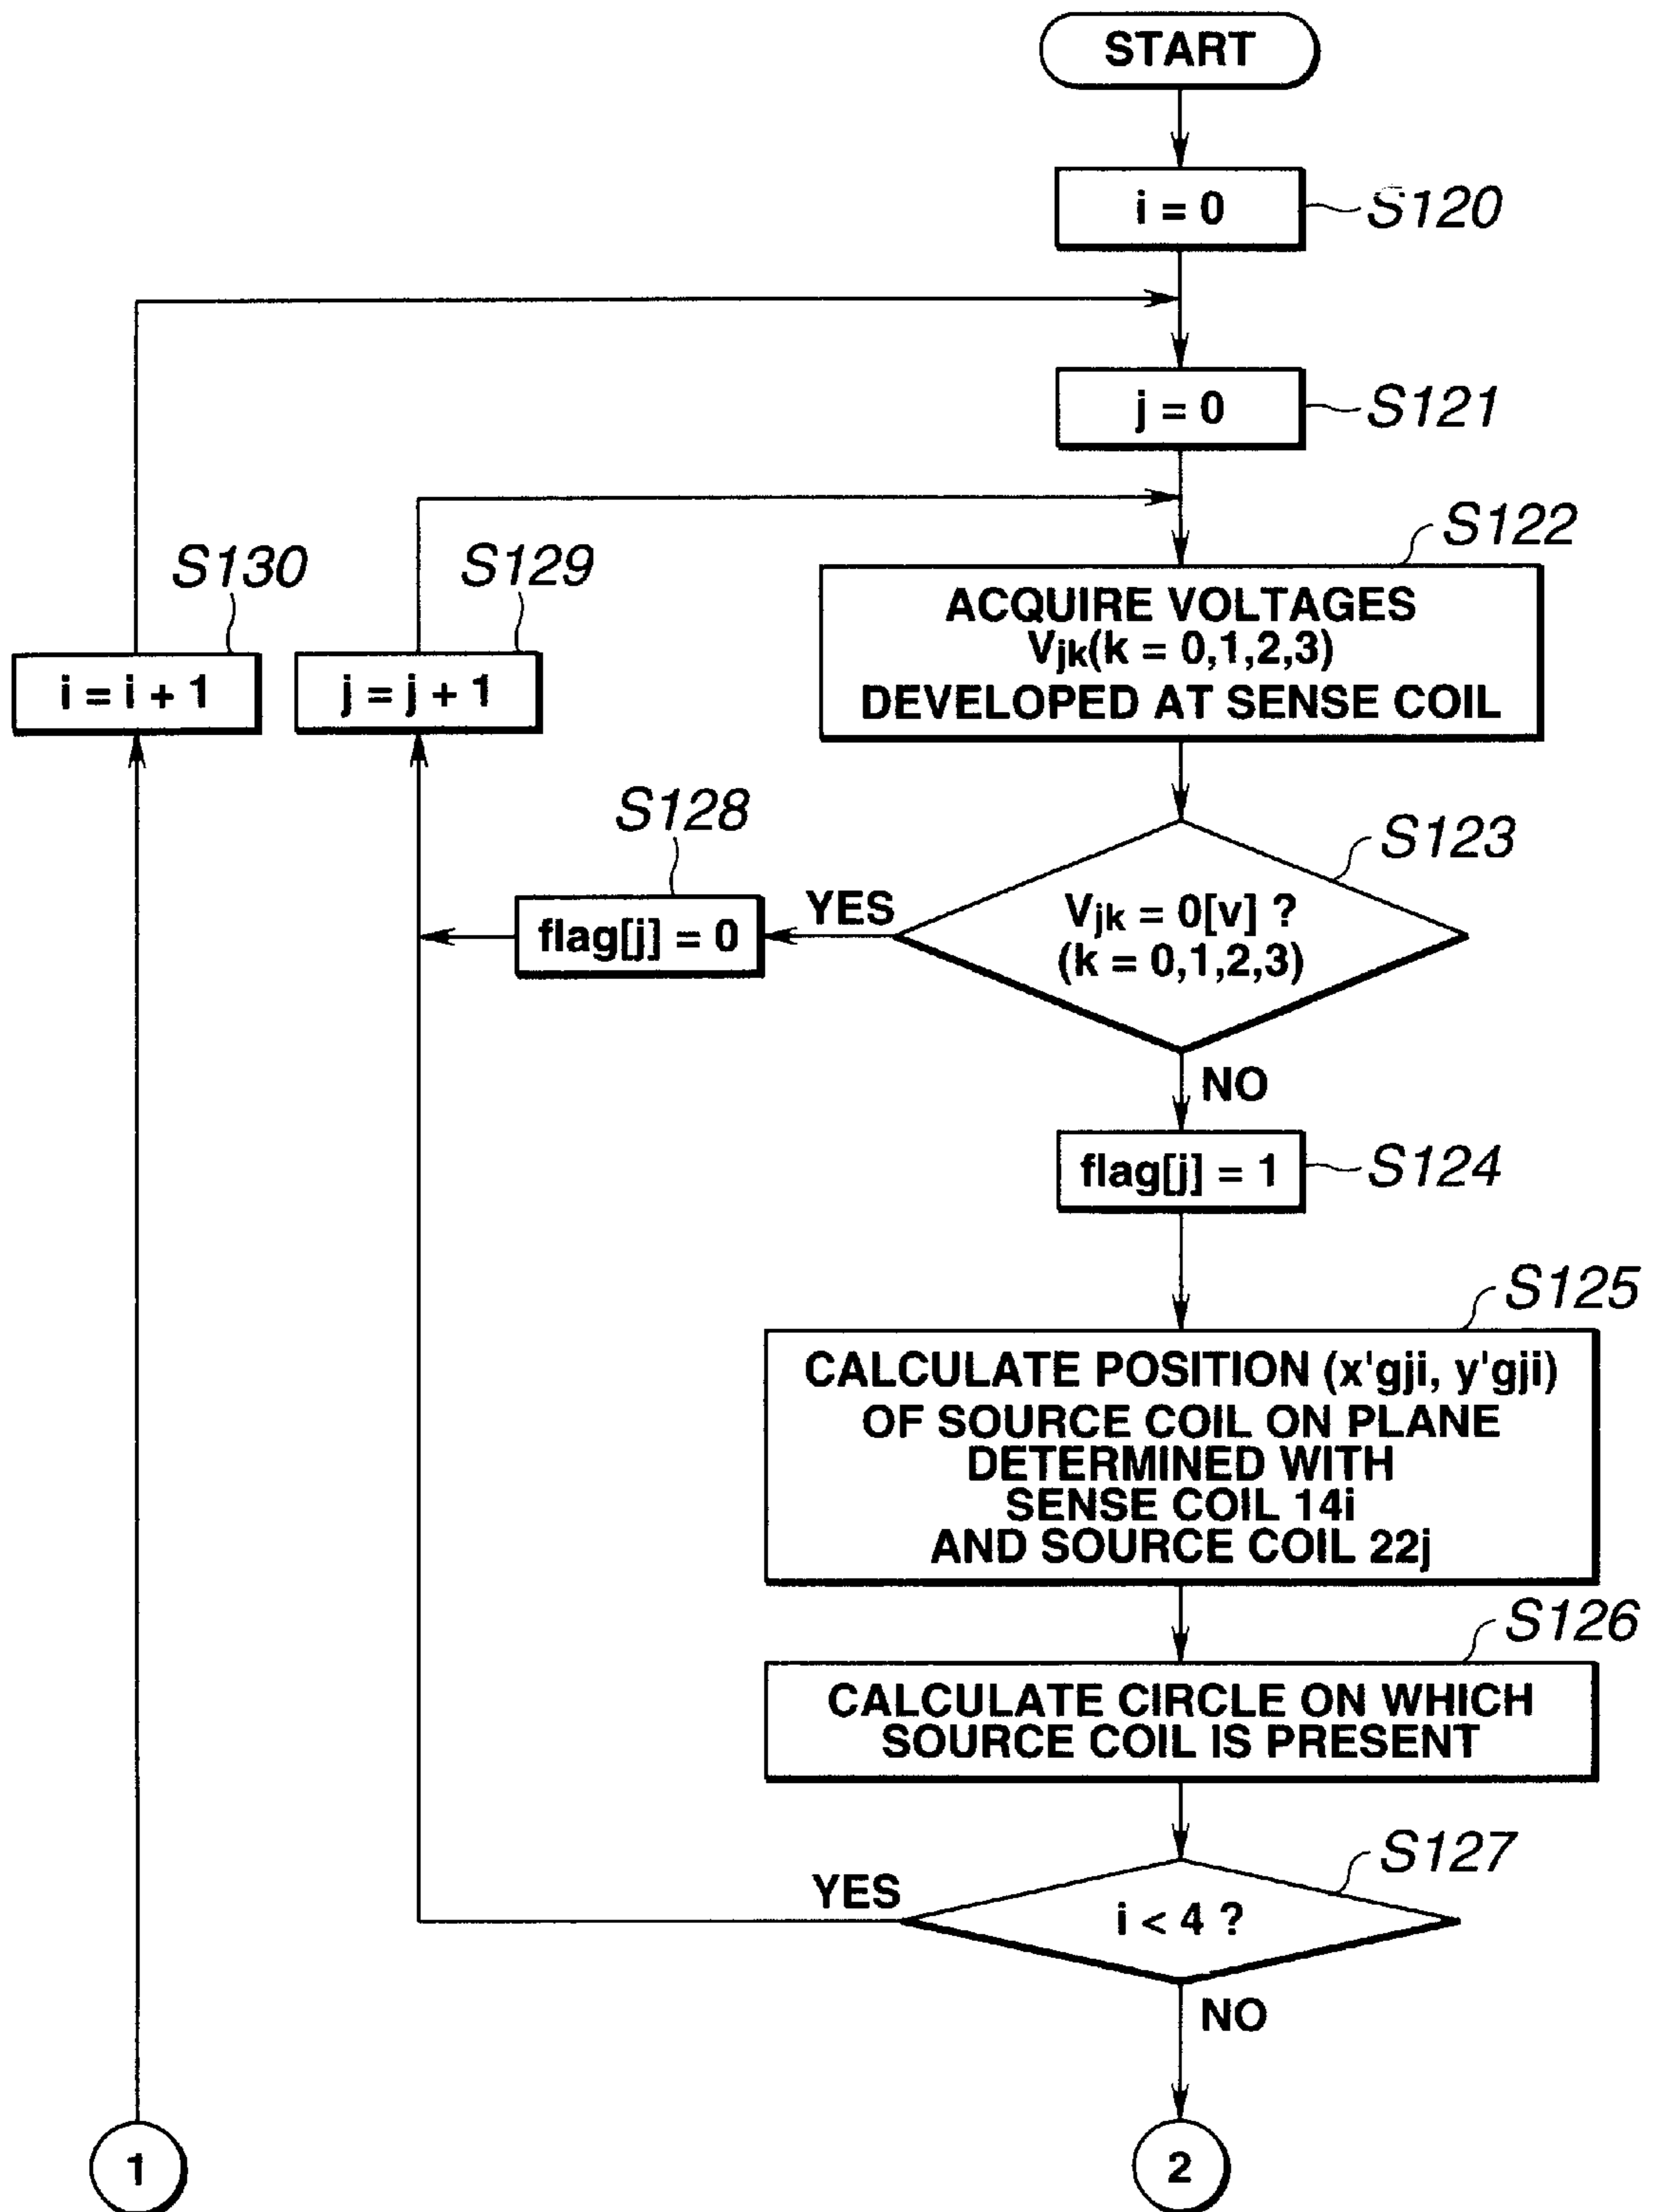 START
i = 0
S120
j = 0
S121
S122
ACQUIRE VOLTAGES
Vjk(k = 0,1,2,3)
DEVELOPED AT SENSE COIL
S130
i = i + 1
S129
j = j + 1
S128
flag[j] = 0
YES
S123
Vjk = 0[v] ?
(k = 0,1,2,3)
NO
flag[j] = 1
S124
S125
CALCULATE POSITION (x'gji, y'gji)
OF SOURCE COIL ON PLANE
DETERMINED WITH
SENSE COIL 14i
AND SOURCE COIL 22j
S126
CALCULATE CIRCLE ON WHICH
SOURCE COIL IS PRESENT
S127
YES
i < 4 ?
NO
1
2